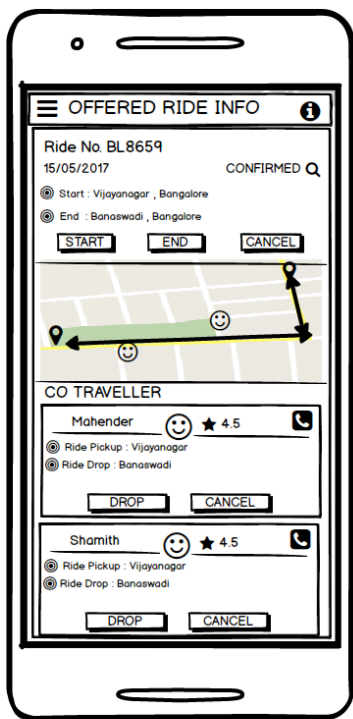 OFFERED RIDE INFO
Ride No. BL8659
15/05/2017 CONFIRMED
Start : Vijayanagar , Bangalore
End : Banaswadi , Bangalore
START END CANCEL
CO TRAVELLER
Mahender 4.5
Ride Pickup : Vijayanagar
Ride Drop : Banaswadi
DROP CANCEL
Shamith 4.5
Ride Pickup : Vijayanagar
Ride Drop : Banaswadi
DROP CANCEL